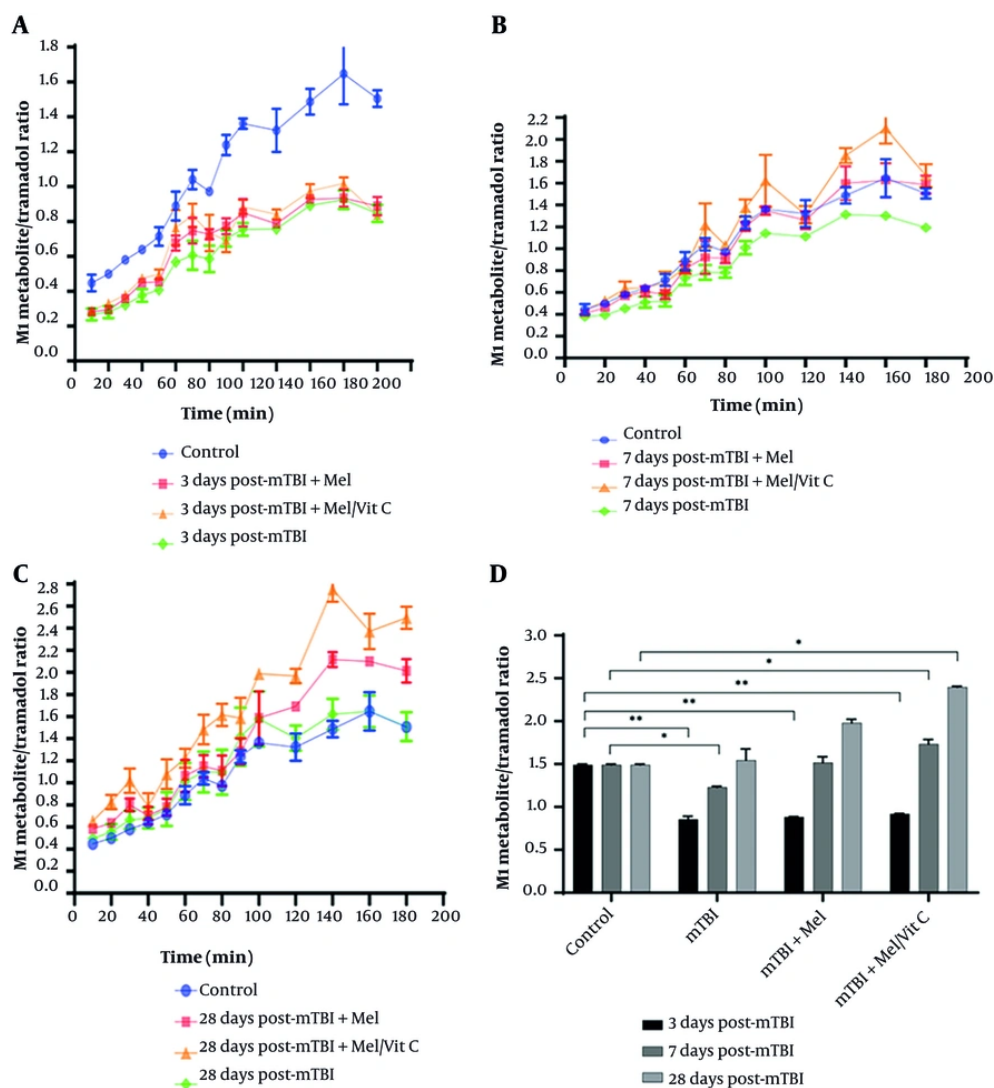 A
M1 metabolite/tramadol ratio
1.8
1.6
1.4
1.2
1.0
0.8
0.6
0.4
0.2
0.0
0 20 40 60 80 100 120 140 160 180 200
Time (min)
Control
3 days post-mTBI + Mel
3 days post-mTBI + Mel/Vit C
3 days post-mTBI
B
M1 metabolite/tramadol ratio
2.2
2.0
1.8
1.6
1.4
1.2
1.0
0.8
0.6
0.4
0.2
0.0
0 20 40 60 80 100 120 140 160 180 200
Time (min)
Control
7 days post-mTBI + Mel
7 days post-mTBI + Mel/Vit C
7 days post-mTBI
C
M1 metabolite/tramadol ratio
2.8
2.6
2.4
2.2
2.0
1.8
1.6
1.4
1.2
1.0
0.8
0.6
0.4
0.2
0.0
0 20 40 60 80 100 120 140 160 180 200
Time (min)
Control
28 days post-mTBI + Mel
28 days post-mTBI + Mel/Vit C
28 days post-mTBI
D
M1 metabolite/tramadol ratio
3.0
2.5
2.0
1.5
1.0
0.5
0.0
*
*
**
**
**
*
Control
mTBI
mTBI + Mel
mTBI + Mel/Vit C
3 days post-mTBI
7 days post-mTBI
28 days post-mTBI